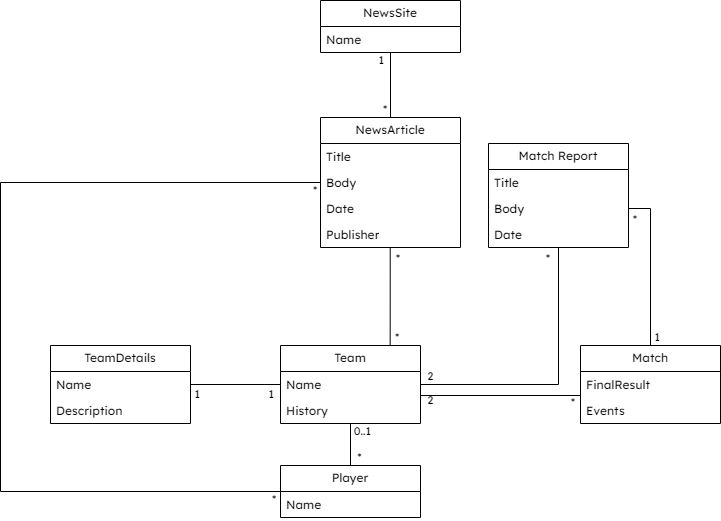 NewsSite
Name
1
*
NewsArticle
Title
Body
Date
Publisher
*
*
*
Match Report
Title
Body
Date
*
*
1
TeamDetails
Name
Description
1
1
Team
Name
History
2
2
*
Match
FinalResult
Events
0..1
*
Player
Name
*